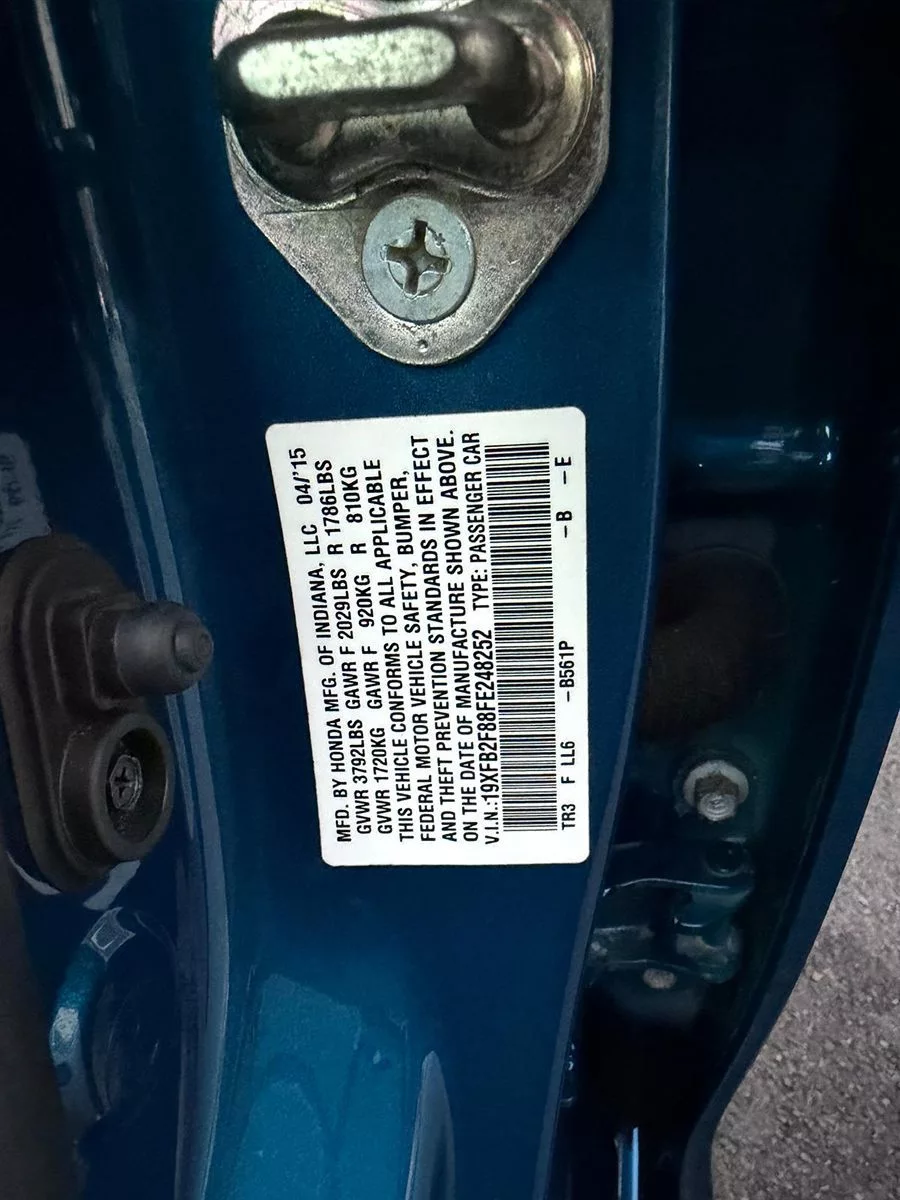 MFD. BY HONDA MFG. OF INDIANA, LLC 04/'15
GVWR 3792LBS GAWR F 2029LBS R 1786LBS
GVWR 1720KG GAWR F 920KG R 810KG
THIS VEHICLE CONFORMS TO ALL APPLICABLE
FEDERAL MOTOR VEHICLE SAFETY, BUMPER,
AND THEFT PREVENTION STANDARDS IN EFFECT
ON THE DATE OF MANUFACTURE SHOWN ABOVE.
V.I.N.:19XFB2F88FE248252 TYPE: PASSENGER CAR
TR3 F LL6 –B561P –B –E